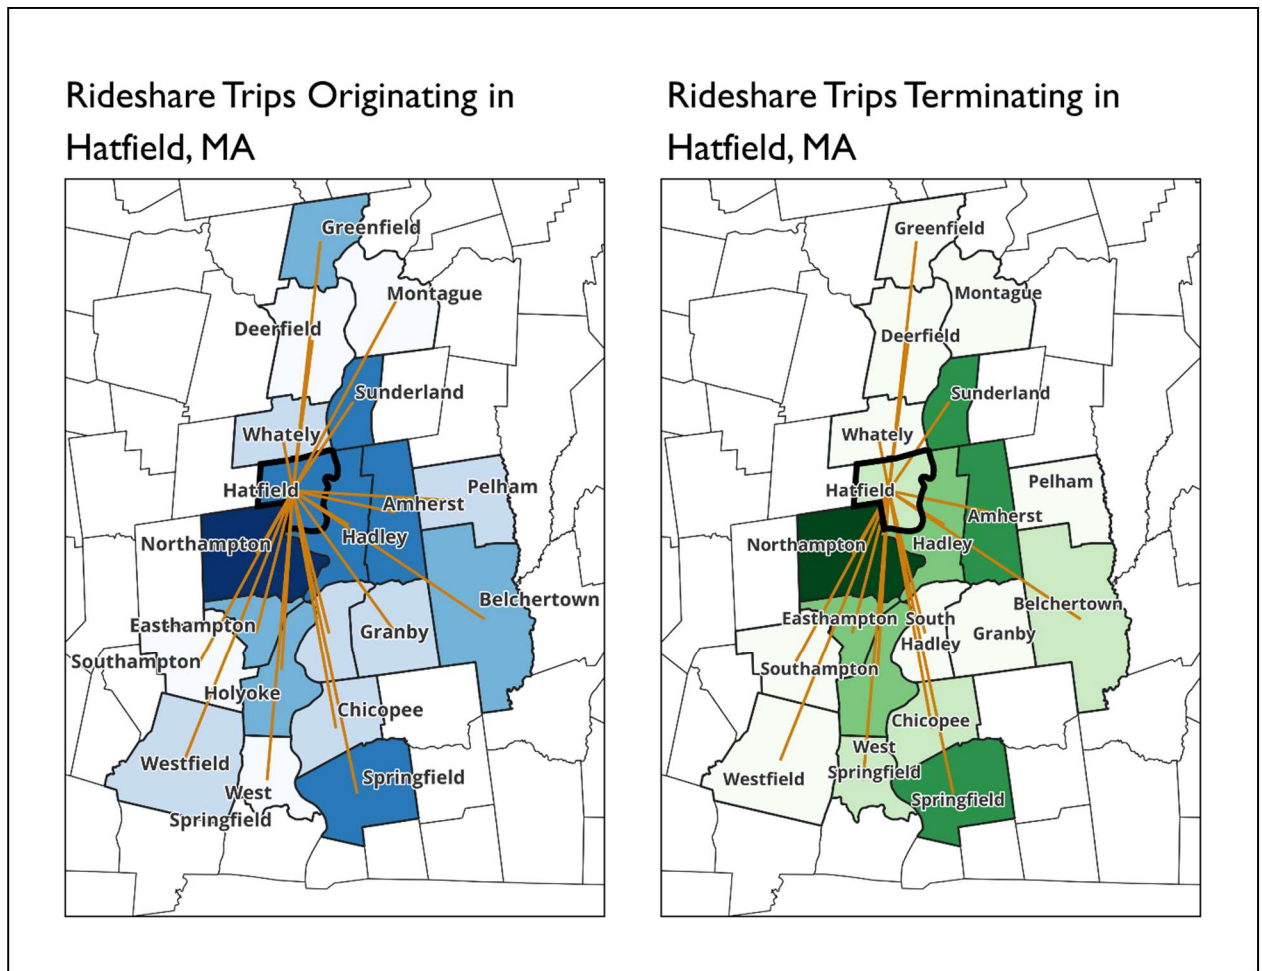 Rideshare Trips Originating in
Hatfield, MA
Greenfield
Montague
Deerfield
Sunderland
Whately
Hatfield
Pelham
Amherst
Hadley
Northampton
Belchertown
Easthampton
Granby
Southampton
Holyoke
Chicopee
Westfield
Springfield
West
Springfield
Rideshare Trips Terminating in
Hatfield, MA
Greenfield
Montague
Deerfield
Sunderland
Whately
Pelham
Hatfield
Amherst
Hadley
Northampton
Belchertown
Easthampton
South
Hadley
Granby
Southampton
Chicopee
West
Springfield
Westfield
Springfield